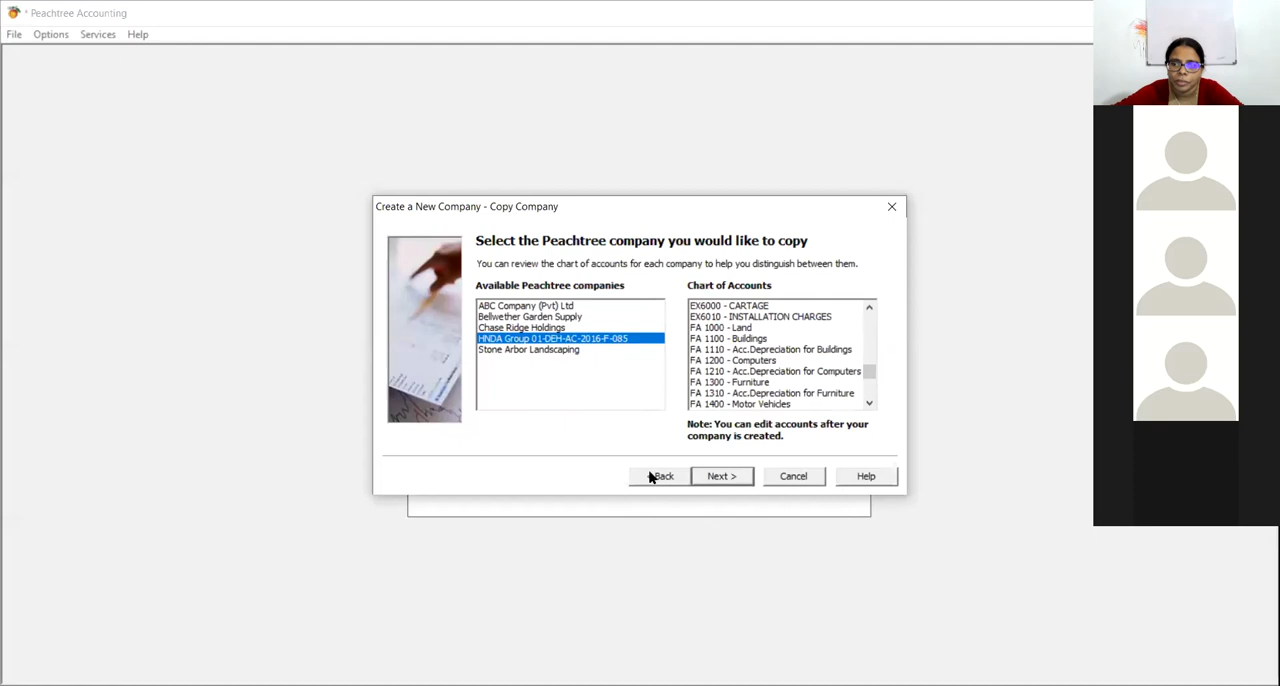 * Peachtree Accounting
File Options Services Help
Create a New Company - Copy Company
Select the Peachtree company you would like to copy
You can review the chart of accounts for each company to help you distinguish between them.
Available Peachtree companies
ABC Company (Pvt) Ltd
Bellwether Garden Supply
Chase Ridge Holdings
HNDA Group 01-DEH-AC-2016-F-085
Stone Arbor Landscaping
Chart of Accounts
EX6000 - CARTAGE
EX6010 - INSTALLATION CHARGES
FA 1000 - Land
FA 1100 - Buildings
FA 1110 - Acc.Depreciation for Buildings
FA 1200 - Computers
FA 1210 - Acc.Depreciation for Computers
FA 1300 - Furniture
FA 1310 - Acc.Depreciation for Furniture
FA 1400 - Motor Vehicles
Note: You can edit accounts after your
company is created.
Back Next > Cancel Help